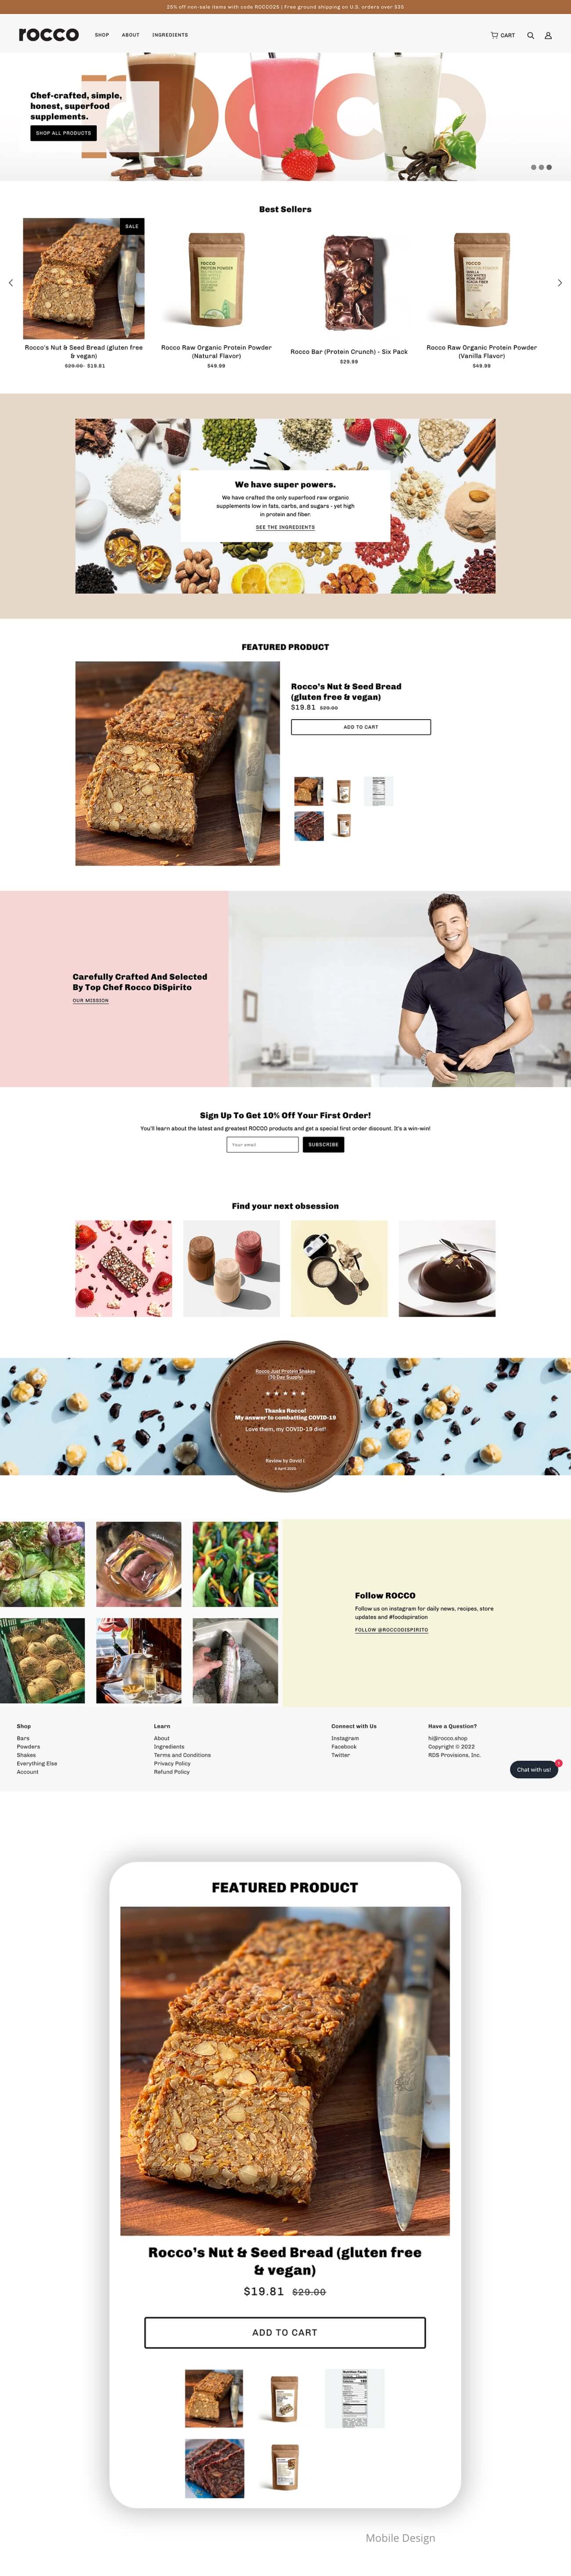 25% off non-sale items with code ROCCO25 | Free ground shipping on U.S. orders over $35
rocco
SHOP
ABOUT
INGREDIENTS
CART
Chef-crafted, simple,
honest, superfood
supplements.
SHOP ALL PRODUCTS
Best Sellers
SALE
rocco
PROTEIN POWDER
rocco
PROTEIN POWDER
Rocco's Nut & Seed Bread (gluten free
& vegan)
$29.00 $19.81
Rocco Raw Organic Protein Powder
(Natural Flavor)
$49.99
Rocco Bar (Protein Crunch) - Six Pack
$29.99
Rocco Raw Organic Protein Powder
(Vanilla Flavor)
$49.99
We have super powers.
We have crafted the only superfood raw organic
supplements low in fats, carbs, and sugars - yet high
in protein and fiber.
SEE THE INGREDIENTS
FEATURED PRODUCT
Rocco's Nut & Seed Bread
(gluten free & vegan)
$19.81 $29.00
ADD TO CART
Carefully Crafted And Selected
By Top Chef Rocco DiSpirito
OUR MISSION
Sign Up To Get 10% Off Your First Order!
You'll learn about the latest and greatest ROCCO products and get a special first order discount. It's a win-win!
Your email
SUBSCRIBE
Find your next obsession
Rocco Just Protein Shakes
(70 Day Supply)
Thanks Rocco!
My answer to combatting COVID-19
Love them, my COVID-19 diet!
Review by David I.
Follow ROCCO
Follow us on instagram for daily news, recipes, store
updates and #foodspiration
FOLLOW @ROCCODISPIRITO
Shop
Bars
Powders
Shakes
Everything Else
Account
Learn
About
Ingredients
Terms and Conditions
Privacy Policy
Refund Policy
Connect with Us
Instagram
Facebook
Twitter
Have a Question?
hi@rocco.shop
Copyright © 2022
RDS Provisions, Inc.
Chat with us!
FEATURED PRODUCT
Rocco's Nut & Seed Bread (gluten free
& vegan)
$19.81 $29.00
ADD TO CART
Nutrition Facts
Mobile Design